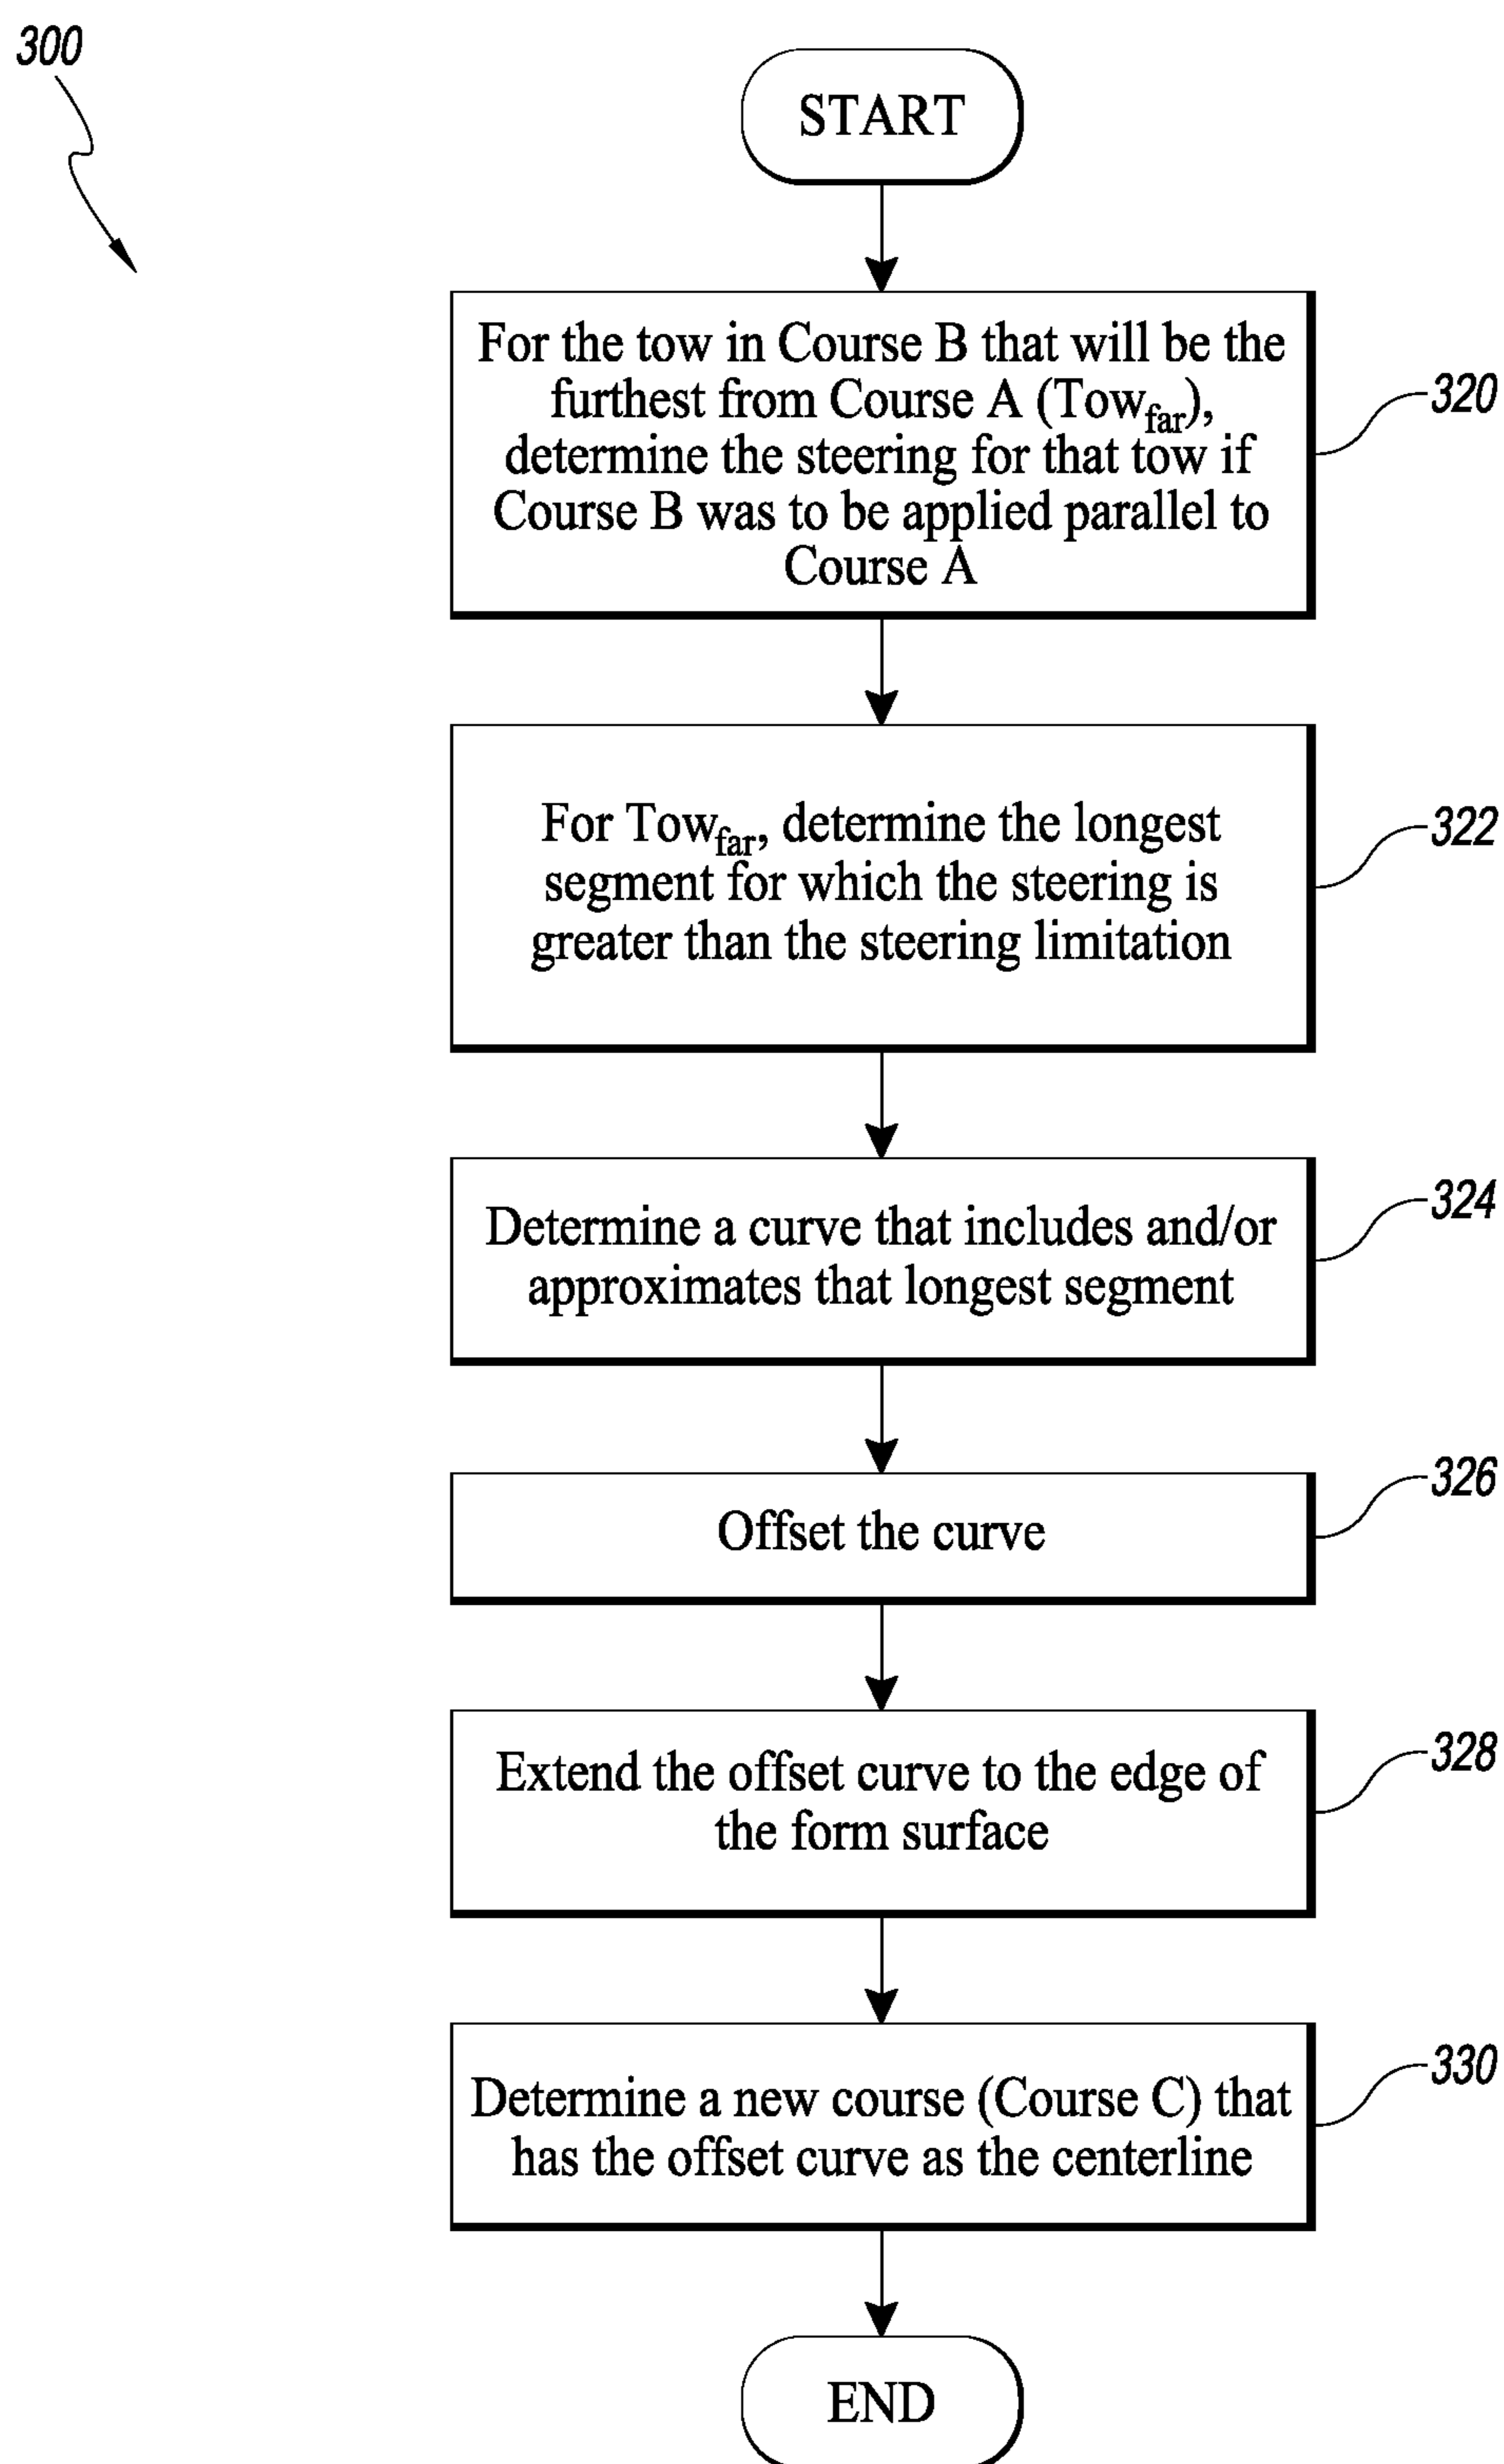 300
START
For the tow in Course B that will be the
furthest from Course A (Towfar),
determine the steering for that tow if
Course B was to be applied parallel to
Course A
320
For Towfar, determine the longest
segment for which the steering is
greater than the steering limitation
322
Determine a curve that includes and/or
approximates that longest segment
324
Offset the curve
326
Extend the offset curve to the edge of
the form surface
328
Determine a new course (Course C) that
has the offset curve as the centerline
330
END